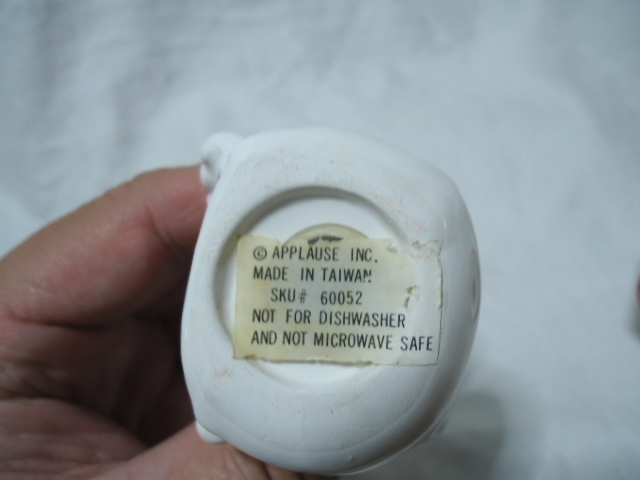 © APPLAUSE INC.
MADE IN TAIWAN.
SKU# 60052
NOT FOR DISHWASHER
AND NOT MICROWAVE SAFE